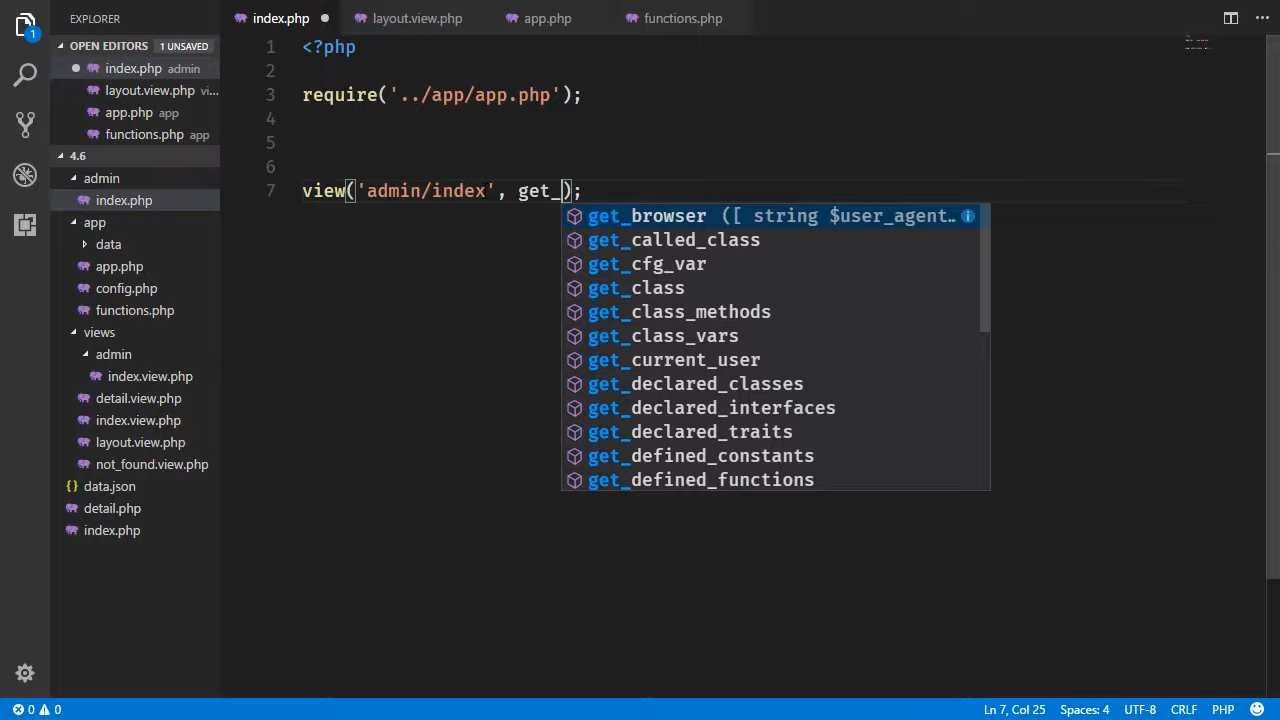 EXPLORER
index.php
layout.view.php
app.php
functions.php
1
OPEN EDITORS 1 UNSAVED
index.php admin
layout.view.php vi...
app.php app
functions.php app
4.6
admin
index.php
app
data
app.php
config.php
functions.php
views
admin
index.view.php
detail.view.php
index.view.php
layout.view.php
not_found.view.php
{} data.json
detail.php
index.php
1 <?php
2
3 require('../app/app.php');
4
5
6
7 view('admin/index', get_);
get_browser ([ string $user_agent…
get_called_class
get_cfg_var
get_class
get_class_methods
get_class_vars
get_current_user
get_declared_classes
get_declared_interfaces
get_declared_traits
get_defined_constants
get_defined_functions
0 0
Ln 7, Col 25 Spaces: 4 UTF-8 CRLF PHP